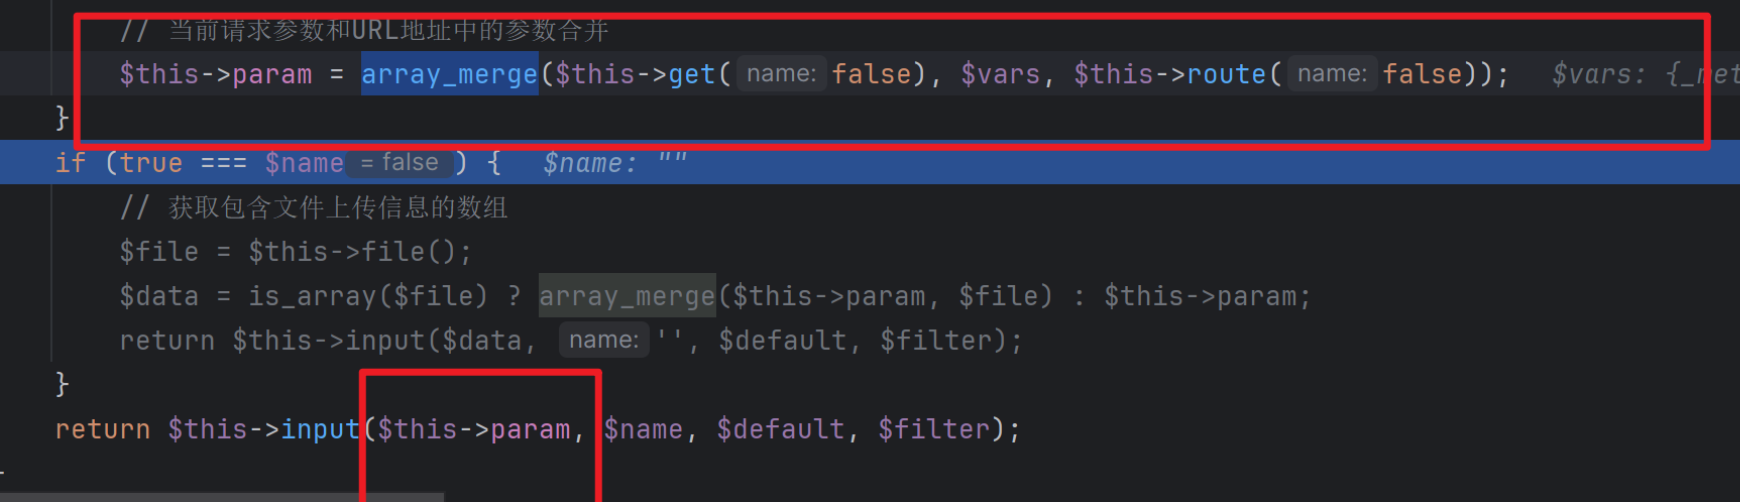 // 当前请求参数和URL地址中的参数合并
$this->param = array_merge($this->get( name: false), $vars, $this->route( name: false)); $vars: {_met
}
if (true === $name = false ) { $name: ""
// 获取包含文件上传信息的数组
$file = $this->file();
$data = is_array($file) ? array_merge($this->param, $file) : $this->param;
return $this->input($data, name: '', $default, $filter);
}
return $this->input($this->param, $name, $default, $filter);